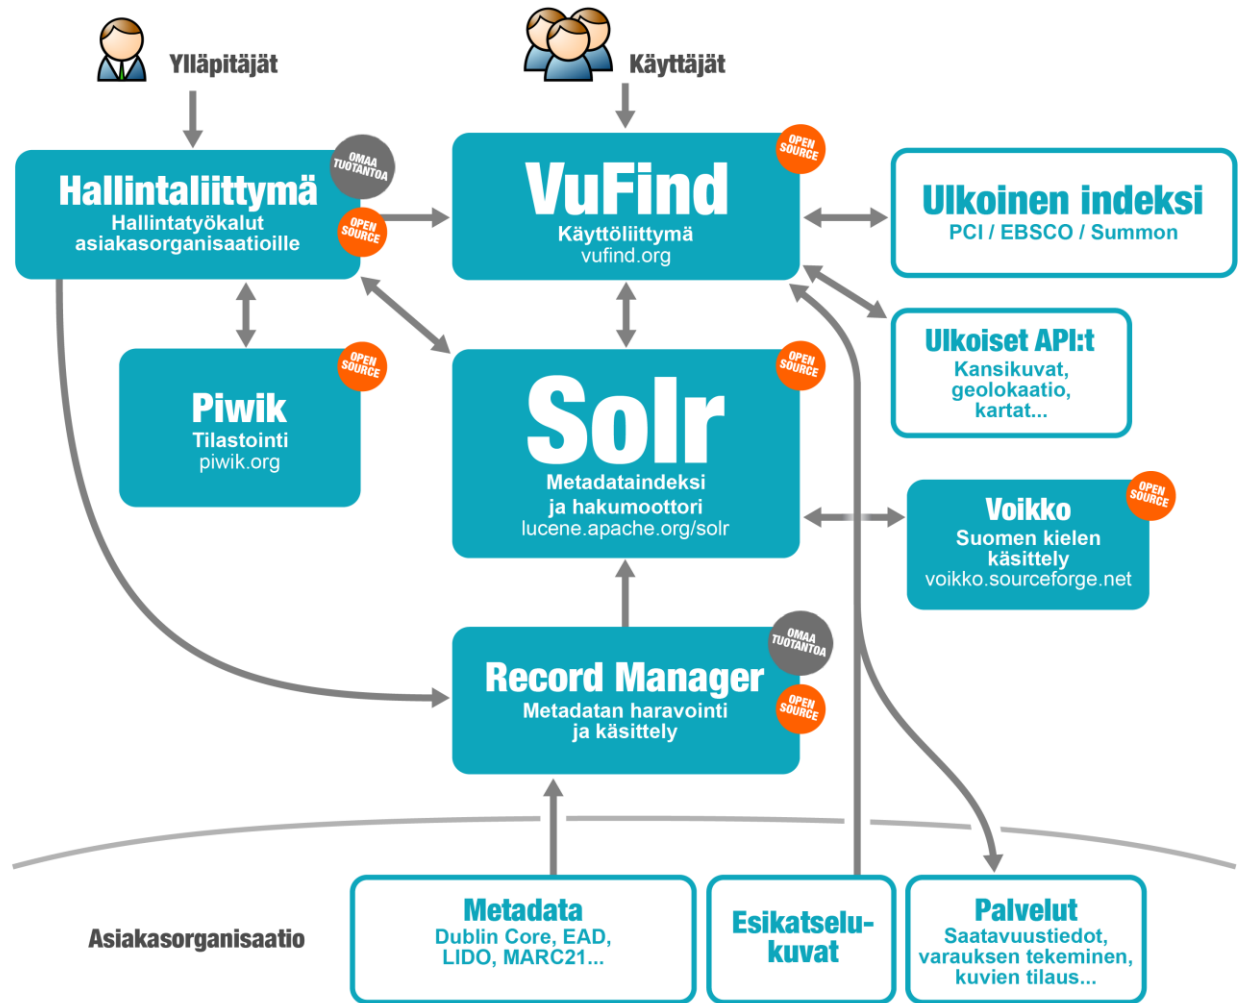 Ylläpitäjät
Käyttäjät
OMAA
TUOTANTOA
Hallintaliittymä
Hallintatyökalut
asiakasorganisaatioille
OPEN
SOURCE
OPEN
SOURCE
VuFind
Käyttöliittymä
vufind.org
Ulkoinen indeksi
PCI / EBSCO / Summon
Ulkoiset API:t
Kansikuvat,
geolokaatio,
kartat...
OPEN
SOURCE
Piwik
Tilastointi
piwik.org
OPEN
SOURCE
Solr
Metadataindeksi
ja hakumoottori
lucene.apache.org/solr
OPEN
SOURCE
Voikko
Suomen kielen
käsittely
voikko.sourceforge.net
OMAA
TUOTANTOA
Record Manager
Metadatan haravointi
ja käsittely
OPEN
SOURCE
Asiakasorganisaatio
Metadata
Dublin Core, EAD,
LIDO, MARC21...
Esikatselu-
kuvat
Palvelut
Saatavuustiedot,
varauksen tekeminen,
kuvien tilaus...